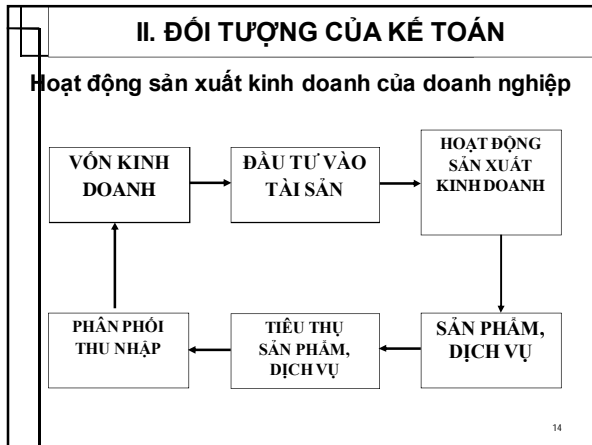 II. ĐỐI TƯỢNG CỦA KẾ TOÁN
Hoạt động sản xuất kinh doanh của doanh nghiệp
VỐN KINH
DOANH
ĐẦU TƯ VÀO
TÀI SẢN
HOẠT ĐỘNG
SẢN XUẤT
KINH DOANH
PHÂN PHỐI
THU NHẬP
TIÊU THỤ
SẢN PHẨM,
DỊCH VỤ
SẢN PHẨM,
DỊCH VỤ
14